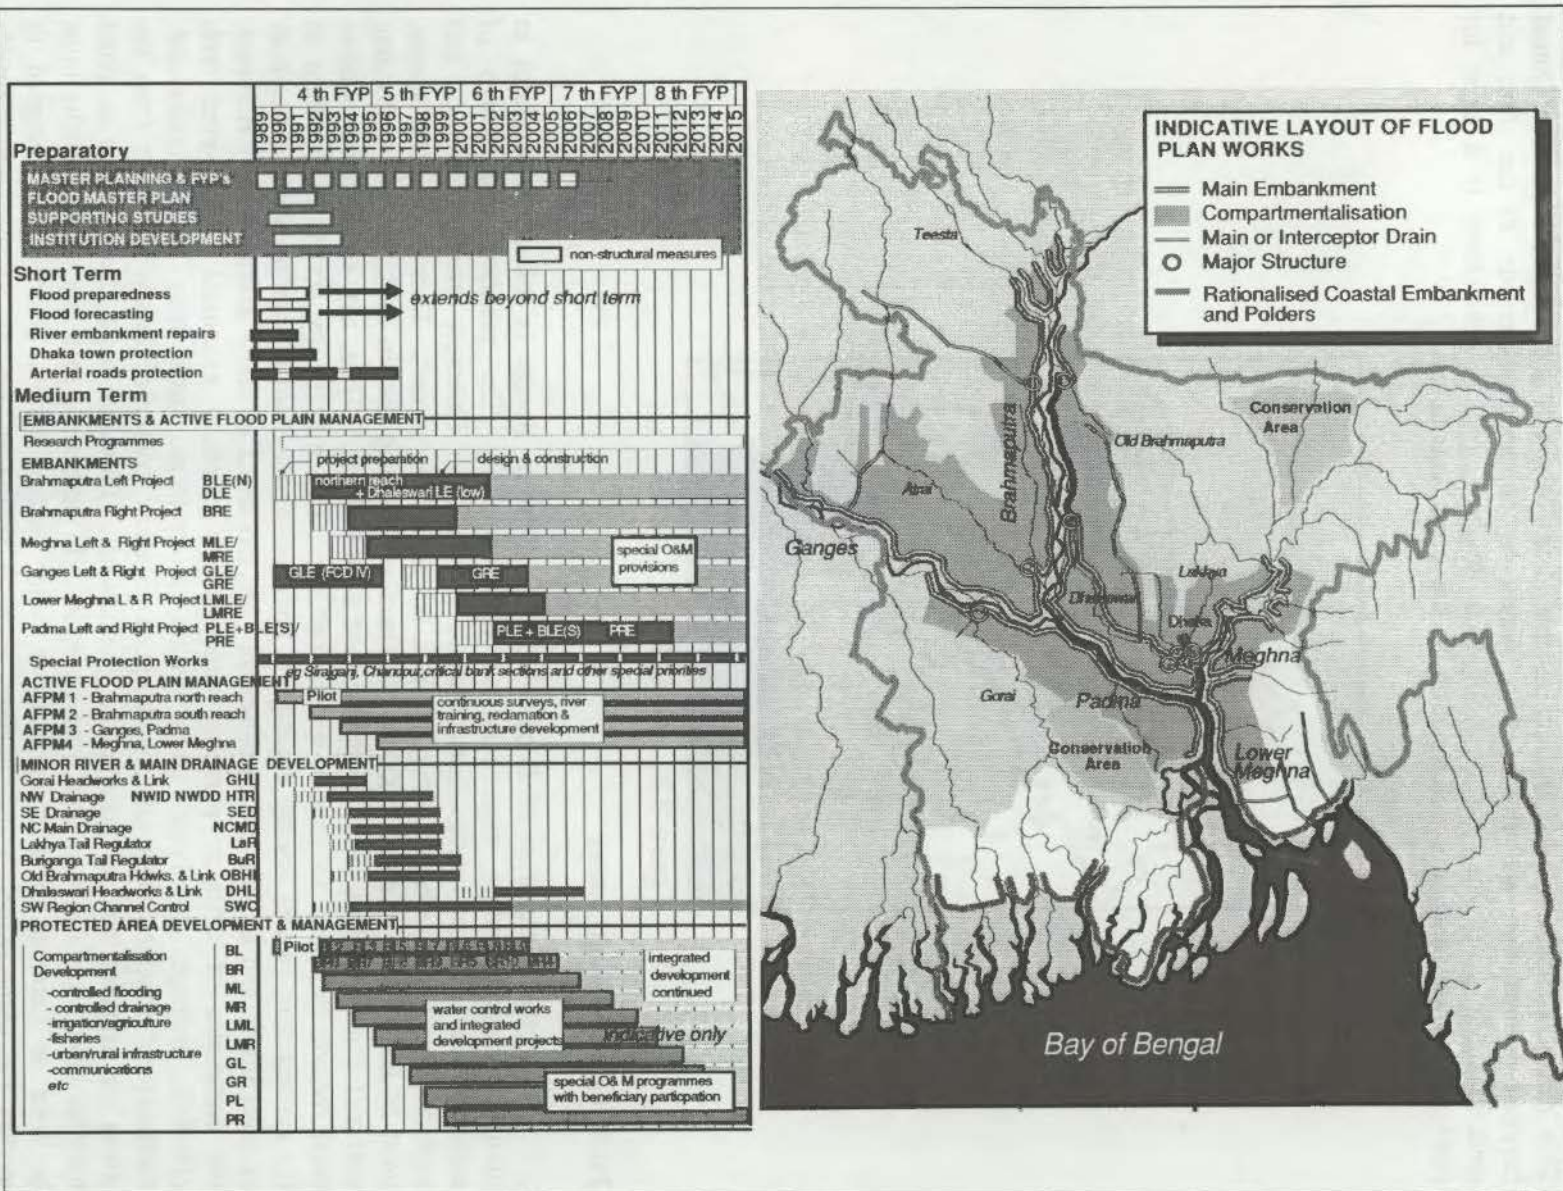 4 th FYP 5 th FYP 6 th FYP 7 th FYP 8 th FYP
1989 1990 1991 1992 1993 1994 1995 1996 1997 1998 1999 2000 2001 2002 2003 2004 2005 2006 2007 2008 2009 2010 2011 2012 2013 2014 2015
Preparatory
MASTER PLANNING & FYP's
FLOOD MASTER PLAN
SUPPORTING STUDIES
INSTITUTION DEVELOPMENT
non-structural measures
Short Term
Flood preparedness
extends beyond short term
Flood forecasting
River embankment repairs
Dhaka town protection
Arterial roads protection
Medium Term
EMBANKMENTS & ACTIVE FLOOD PLAIN MANAGEMENT
Research Programmes
EMBANKMENTS
project preparation design & construction
Brahmaputra Left Project BLE(N)
DLE
northern reach
+ Dhaleswari LE (low)
Brahmaputra Right Project BRE
Meghna Left & Right Project MLE/
MRE
special O&M
provisions
Ganges Left & Right Project GLE/
GRE
GLE (FCD IV) GRE
Lower Meghna L & R Project LMLE/
LMRE
Padma Left and Right Project PLE+BLE(S)/
PRE
PLE + BLE(S) PRE
Special Protection Works
eg Sirajganj, Chandpur, critical bank sections and other special priorites
ACTIVE FLOOD PLAIN MANAGEMENT
AFPM 1 - Brahmaputra north reach
Pilot
AFPM 2 - Brahmaputra south reach
AFPM 3 - Ganges, Padma
AFPM4 - Meghna, Lower Meghna
continuous surveys, river
training, reclamation &
infrastructure development
MINOR RIVER & MAIN DRAINAGE DEVELOPMENT
Gorai Headworks & Link GHL
NW Drainage NWID NWDD HTR
SE Drainage SED
NC Main Drainage NCMD
Lakhya Tail Regulator LaR
Buriganga Tail Regulator BuR
Old Brahmaputra Hdwks. & Link OBHL
Dhaleswari Headworks & Link DHL
SW Region Channel Control SWC
PROTECTED AREA DEVELOPMENT & MANAGEMENT
Compartmentalisation
Development
-controlled flooding
- controlled drainage
-irrigation/agriculture
-fisheries
-urban/rural infrastructure
-communications
etc
BL
BR
ML
MR
LML
LMR
GL
GR
PL
PR
Pilot
integrated
development
continued
water control works
and integrated
development projects
indicative only
special O& M programmes
with beneficiary particpation
INDICATIVE LAYOUT OF FLOOD
PLAN WORKS
Main Embankment
Compartmentalisation
Main or Interceptor Drain
Major Structure
Rationalised Coastal Embankment
and Polders
Teesta
Conservation
Area
Old Brahmaputra
Brahmaputra
Atrai
Ganges
Lakhya
Dhaleswari
Dhaka
Meghna
Gorai
Padma
Conservation
Area
Lower
Meghna
Bay of Bengal